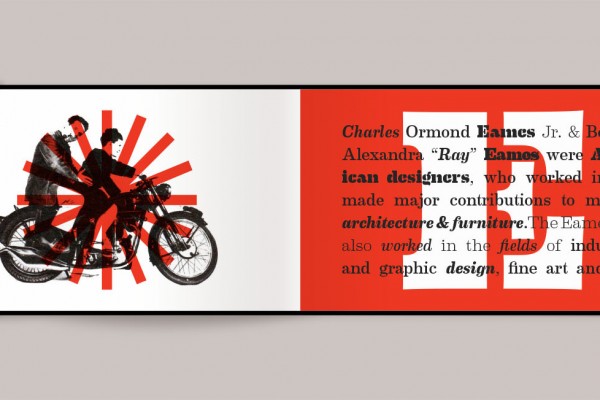 E
Charles Ormond Eames Jr. & Be
Alexandra “Ray” Eames were A
ican designers, who worked in
made major contributions to m
architecture & furniture.The Eame
also worked in the fields of indu
and graphic design, fine art and